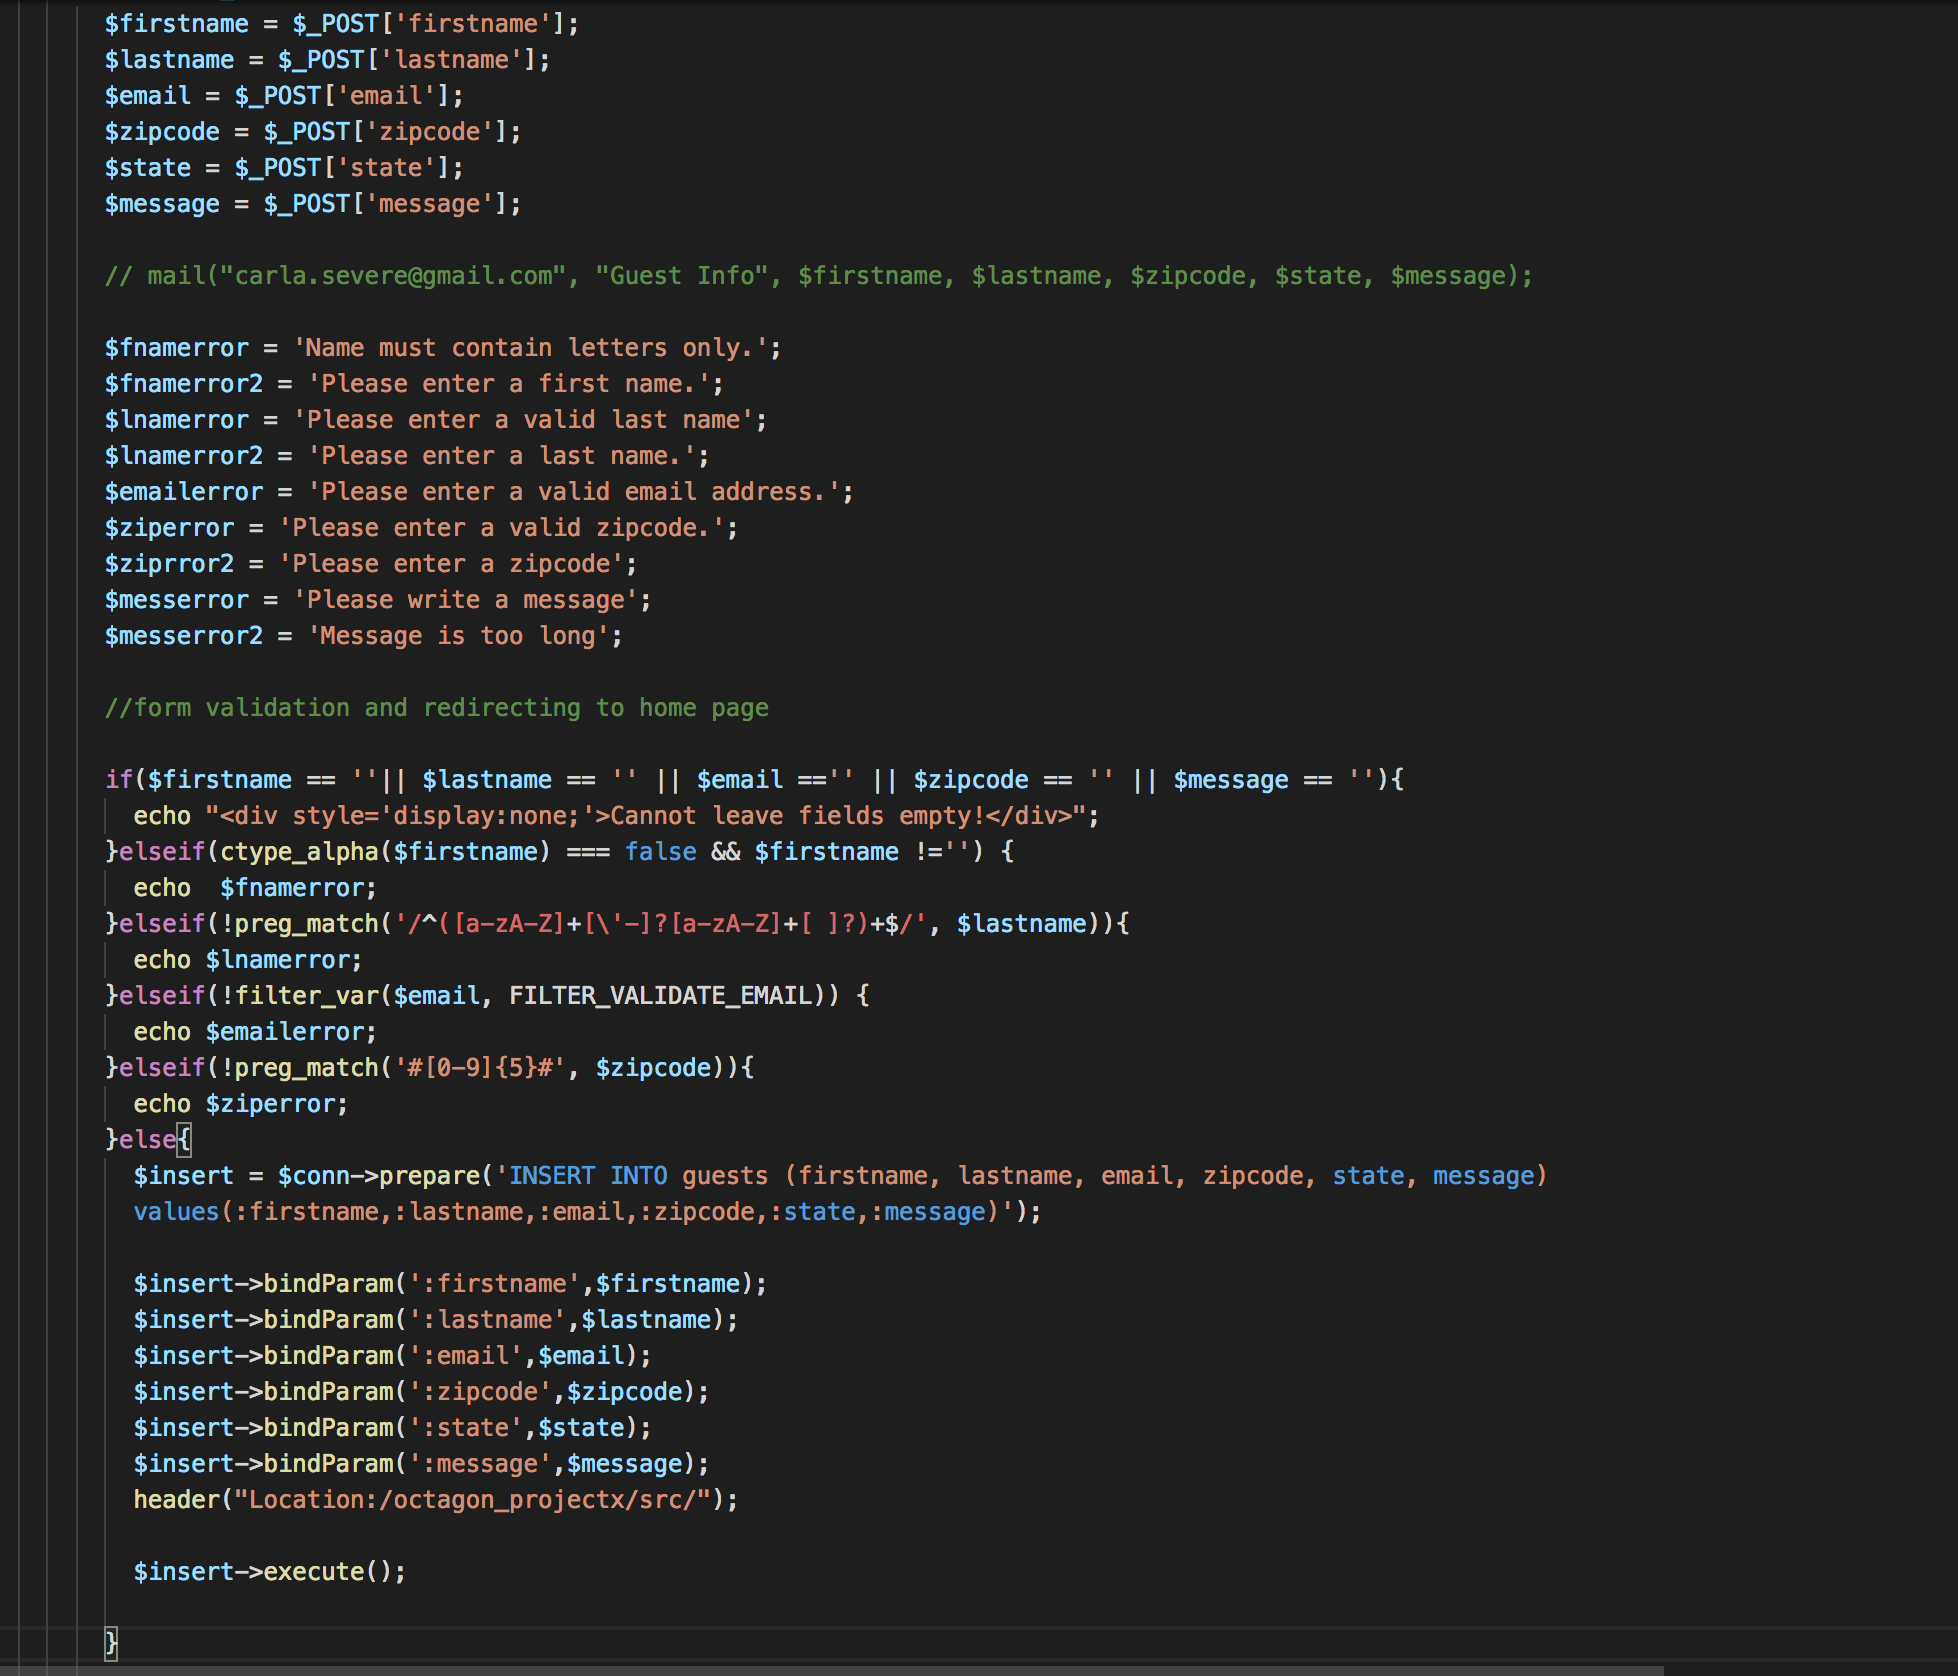 $firstname = $_POST['firstname'];
$lastname = $_POST['lastname'];
$email = $_POST['email'];
$zipcode = $_POST['zipcode'];
$state = $_POST['state'];
$message = $_POST['message'];
// mail("carla.severe@gmail.com", "Guest Info", $firstname, $lastname, $zipcode, $state, $message);
$fnamerror = 'Name must contain letters only.';
$fnamerror2 = 'Please enter a first name.';
$lnamerror = 'Please enter a valid last name';
$lnamerror2 = 'Please enter a last name.';
$emailerror = 'Please enter a valid email address.';
$ziperror = 'Please enter a valid zipcode.';
$ziprror2 = 'Please enter a zipcode';
$messerror = 'Please write a message';
$messerror2 = 'Message is too long';
//form validation and redirecting to home page
if($firstname == ''|| $lastname == '' || $email =='' || $zipcode == '' || $message == ''){
echo "<div style='display:none;'>Cannot leave fields empty!</div>";
}elseif(ctype_alpha($firstname) === false && $firstname !='') {
echo  $fnamerror;
}elseif(!preg_match('/^([a-zA-Z]+[\'-]?[a-zA-Z]+[ ]?)+$/', $lastname)){
echo $lnamerror;
}elseif(!filter_var($email, FILTER_VALIDATE_EMAIL)) {
echo $emailerror;
}elseif(!preg_match('#[0-9]{5}#', $zipcode)){
echo $ziperror;
}else{
$insert = $conn->prepare('INSERT INTO guests (firstname, lastname, email, zipcode, state, message)
values(:firstname,:lastname,:email,:zipcode,:state,:message)');
$insert->bindParam(':firstname',$firstname);
$insert->bindParam(':lastname',$lastname);
$insert->bindParam(':email',$email);
$insert->bindParam(':zipcode',$zipcode);
$insert->bindParam(':state',$state);
$insert->bindParam(':message',$message);
header("Location:/octagon_projectx/src/");
$insert->execute();
}